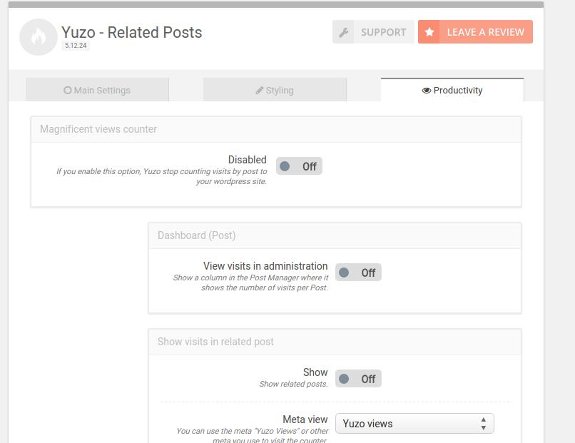 Yuzo - Related Posts
5.12.24
SUPPORT
LEAVE A REVIEW
Main Settings
Styling
Productivity
Magnificent views counter
Disabled
Off
If you enable this option, Yuzo stop counting visits by post to
your wordpress site.
Dashboard (Post)
View visits in administration
Off
Show a column in the Post Manager where it
shows the number of visits per Post.
Show visits in related post
Show
Off
Show related posts.
Meta view
Yuzo views
You can use the meta "Yuzo Views" or other
meta you use to visit the counter.